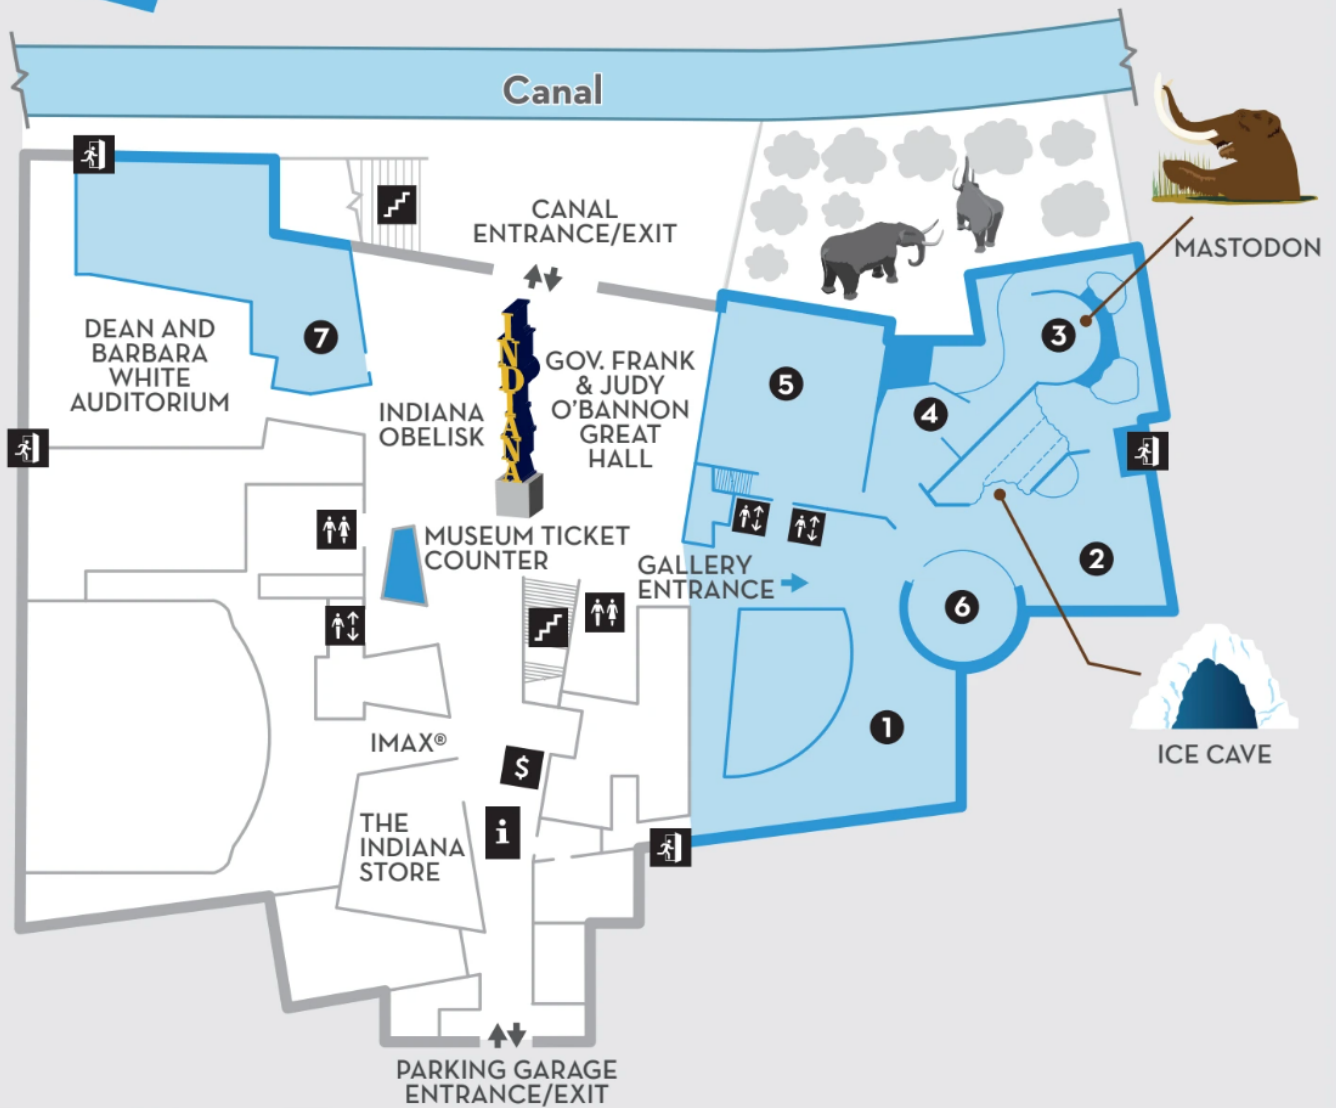 Canal
CANAL
ENTRANCE/EXIT
MASTODON
DEAN AND
BARBARA
WHITE
AUDITORIUM
7
INDIANA
OBELISK
INDIANA
GOV. FRANK
& JUDY
O'BANNON
GREAT
HALL
5
3
4
MUSEUM TICKET
COUNTER
GALLERY
ENTRANCE
2
6
1
ICE CAVE
IMAX®
$
i
THE
INDIANA
STORE
PARKING GARAGE
ENTRANCE/EXIT